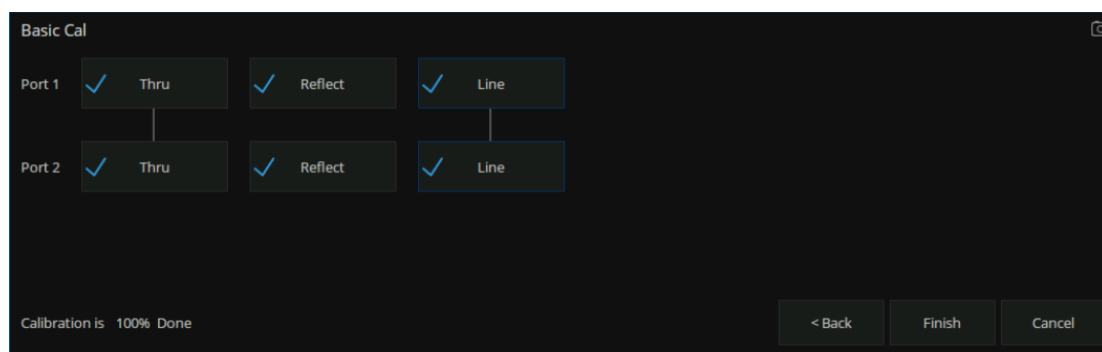 Basic Cal
Port 1 Thru Reflect Line
Port 2 Thru Reflect Line
Calibration is 100% Done < Back Finish Cancel